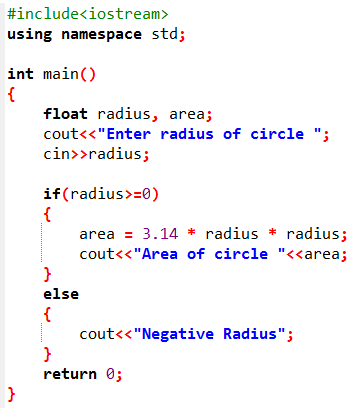 #include<iostream>
using namespace std;
int main()
{
    float radius, area;
    cout<<"Enter radius of circle ";
    cin>>radius;
    if(radius>=0)
    {
        area = 3.14 * radius * radius;
        cout<<"Area of circle "<<area;
    }
    else
    {
        cout<<"Negative Radius";
    }
    return 0;
}